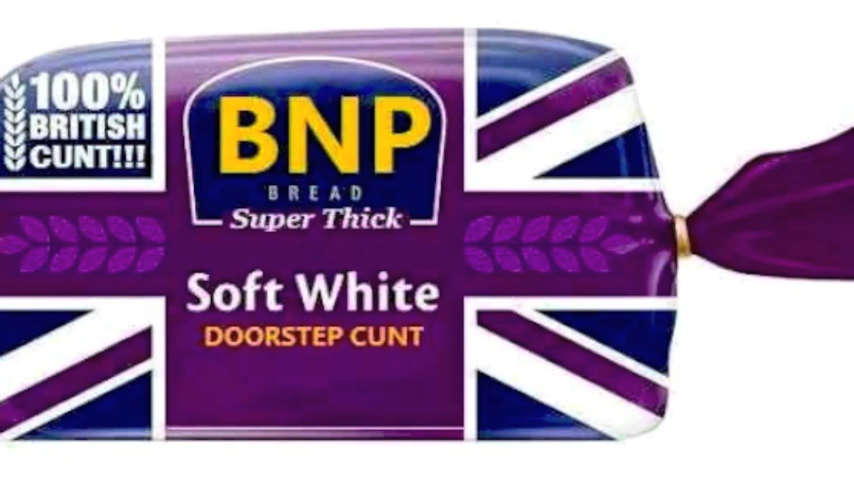 100%
BRITISH
CUNT!!!
BNP
BREAD
Super Thick
Soft White
DOORSTEP CUNT